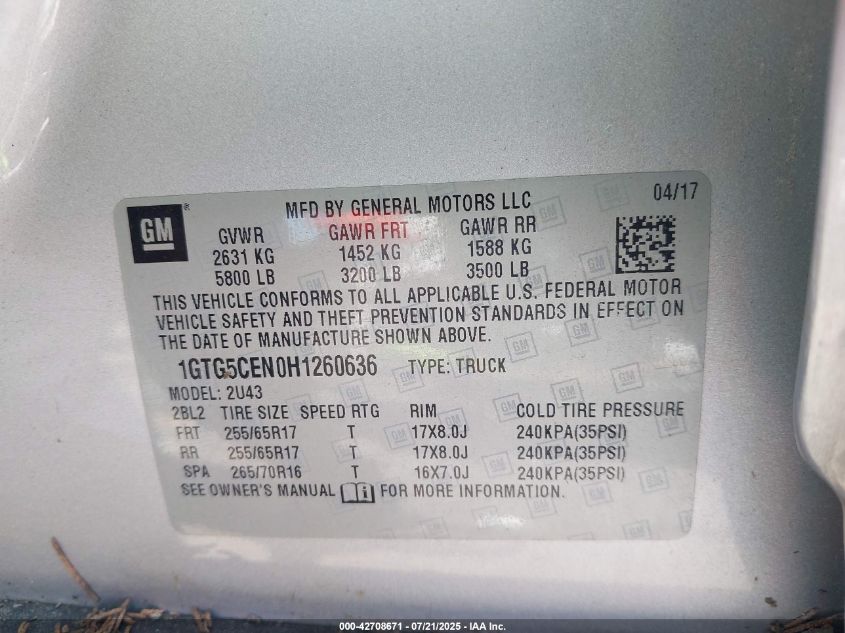 GM ® MFD BY GENERAL MOTORS LLC 04/17
GVWR GAWR FRT GAWR RR
2631 KG 1452 KG 1588 KG
5800 LB 3200 LB 3500 LB
THIS VEHICLE CONFORMS TO ALL APPLICABLE U.S. FEDERAL MOTOR
VEHICLE SAFETY AND THEFT PREVENTION STANDARDS IN EFFECT ON
THE DATE OF MANUFACTURE SHOWN ABOVE.
1GTG5CEN0H1260636 TYPE: TRUCK
MODEL: 2U43
2BL2 TIRE SIZE SPEED RTG RIM COLD TIRE PRESSURE
FRT 255/65R17 T 17X8.0J 240KPA(35PSI)
RR 255/65R17 T 17X8.0J 240KPA(35PSI)
SPA 265/70R16 T 16X7.0J 240KPA(35PSI)
SEE OWNER'S MANUAL FOR MORE INFORMATION.
000-42708671 - 07/21/2025 - IAA Inc.